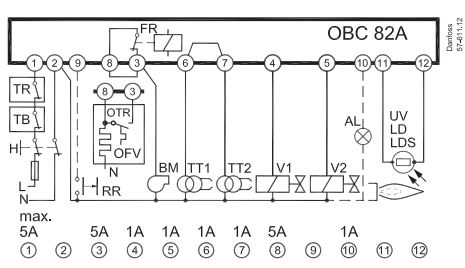 FR
OBC 82A
Danfoss
57-611.12
1 2 9 8 3 6 7 4 5 10 11 12
TR
8 3
TB
OTR
UV
AL
LD
H
LDS
OFV
BM TT1 TT2 V1 V2
L
N
RR
N
max.
5A 5A 1A 1A 1A 1A 5A 1A
1 2 3 4 5 6 7 8 9 10 11 12